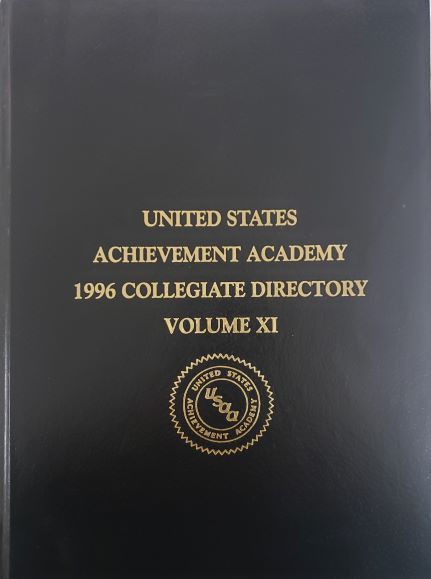 UNITED STATES
ACHIEVEMENT ACADEMY
1996 COLLEGIATE DIRECTORY
VOLUME XI
UNITED STATES
USAA
ACHIEVEMENT ACADEMY